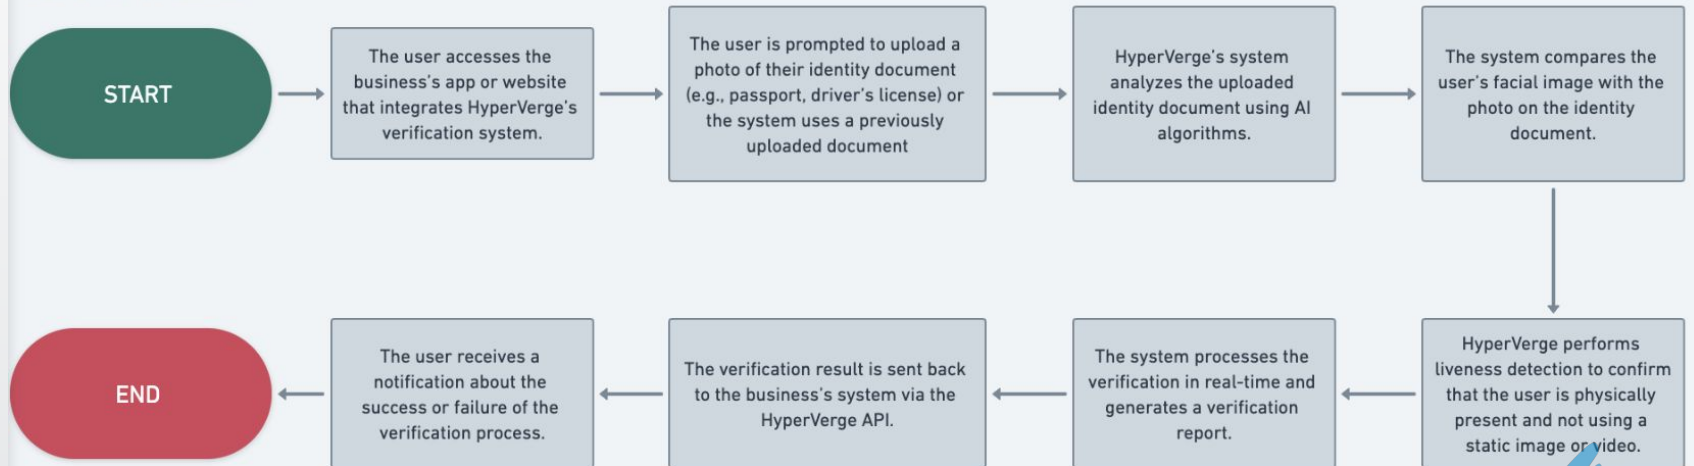 START
The user accesses the
business's app or website
that integrates HyperVerge's
verification system.
The user is prompted to upload a
photo of their identity document
(e.g., passport, driver's license) or
the system uses a previously
uploaded document
HyperVerge's system
analyzes the uploaded
identity document using AI
algorithms.
The system compares the
user's facial image with the
photo on the identity
document.
HyperVerge performs
liveness detection to confirm
that the user is physically
present and not using a
static image or video.
The system processes the
verification in real-time and
generates a verification
report.
The verification result is sent back
to the business's system via the
HyperVerge API.
The user receives a
notification about the
success or failure of the
verification process.
END